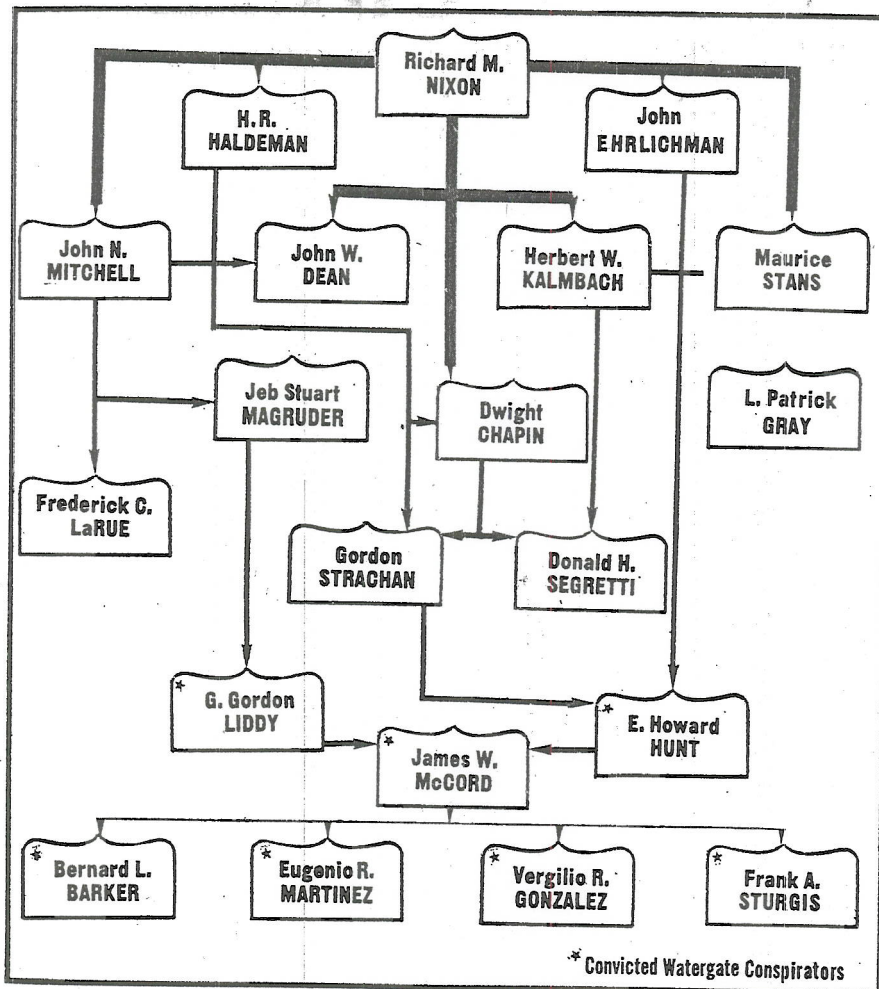 Richard M.
NIXON
H.R.
HALDEMAN
John
EHRLICHMAN
John N.
MITCHELL
John W.
DEAN
Herbert W.
KALMBACH
Maurice
STANS
Jeb Stuart
MAGRUDER
Dwight
CHAPIN
L. Patrick
GRAY
Frederick C.
LaRUE
Gordon
STRACHAN
Donald H.
SEGRETTI
* G. Gordon
LIDDY
* E. Howard
HUNT
* James W.
McCORD
* Bernard L.
BARKER
* Eugenio R.
MARTINEZ
* Vergilio R.
GONZALEZ
* Frank A.
STURGIS
* Convicted Watergate Conspirators